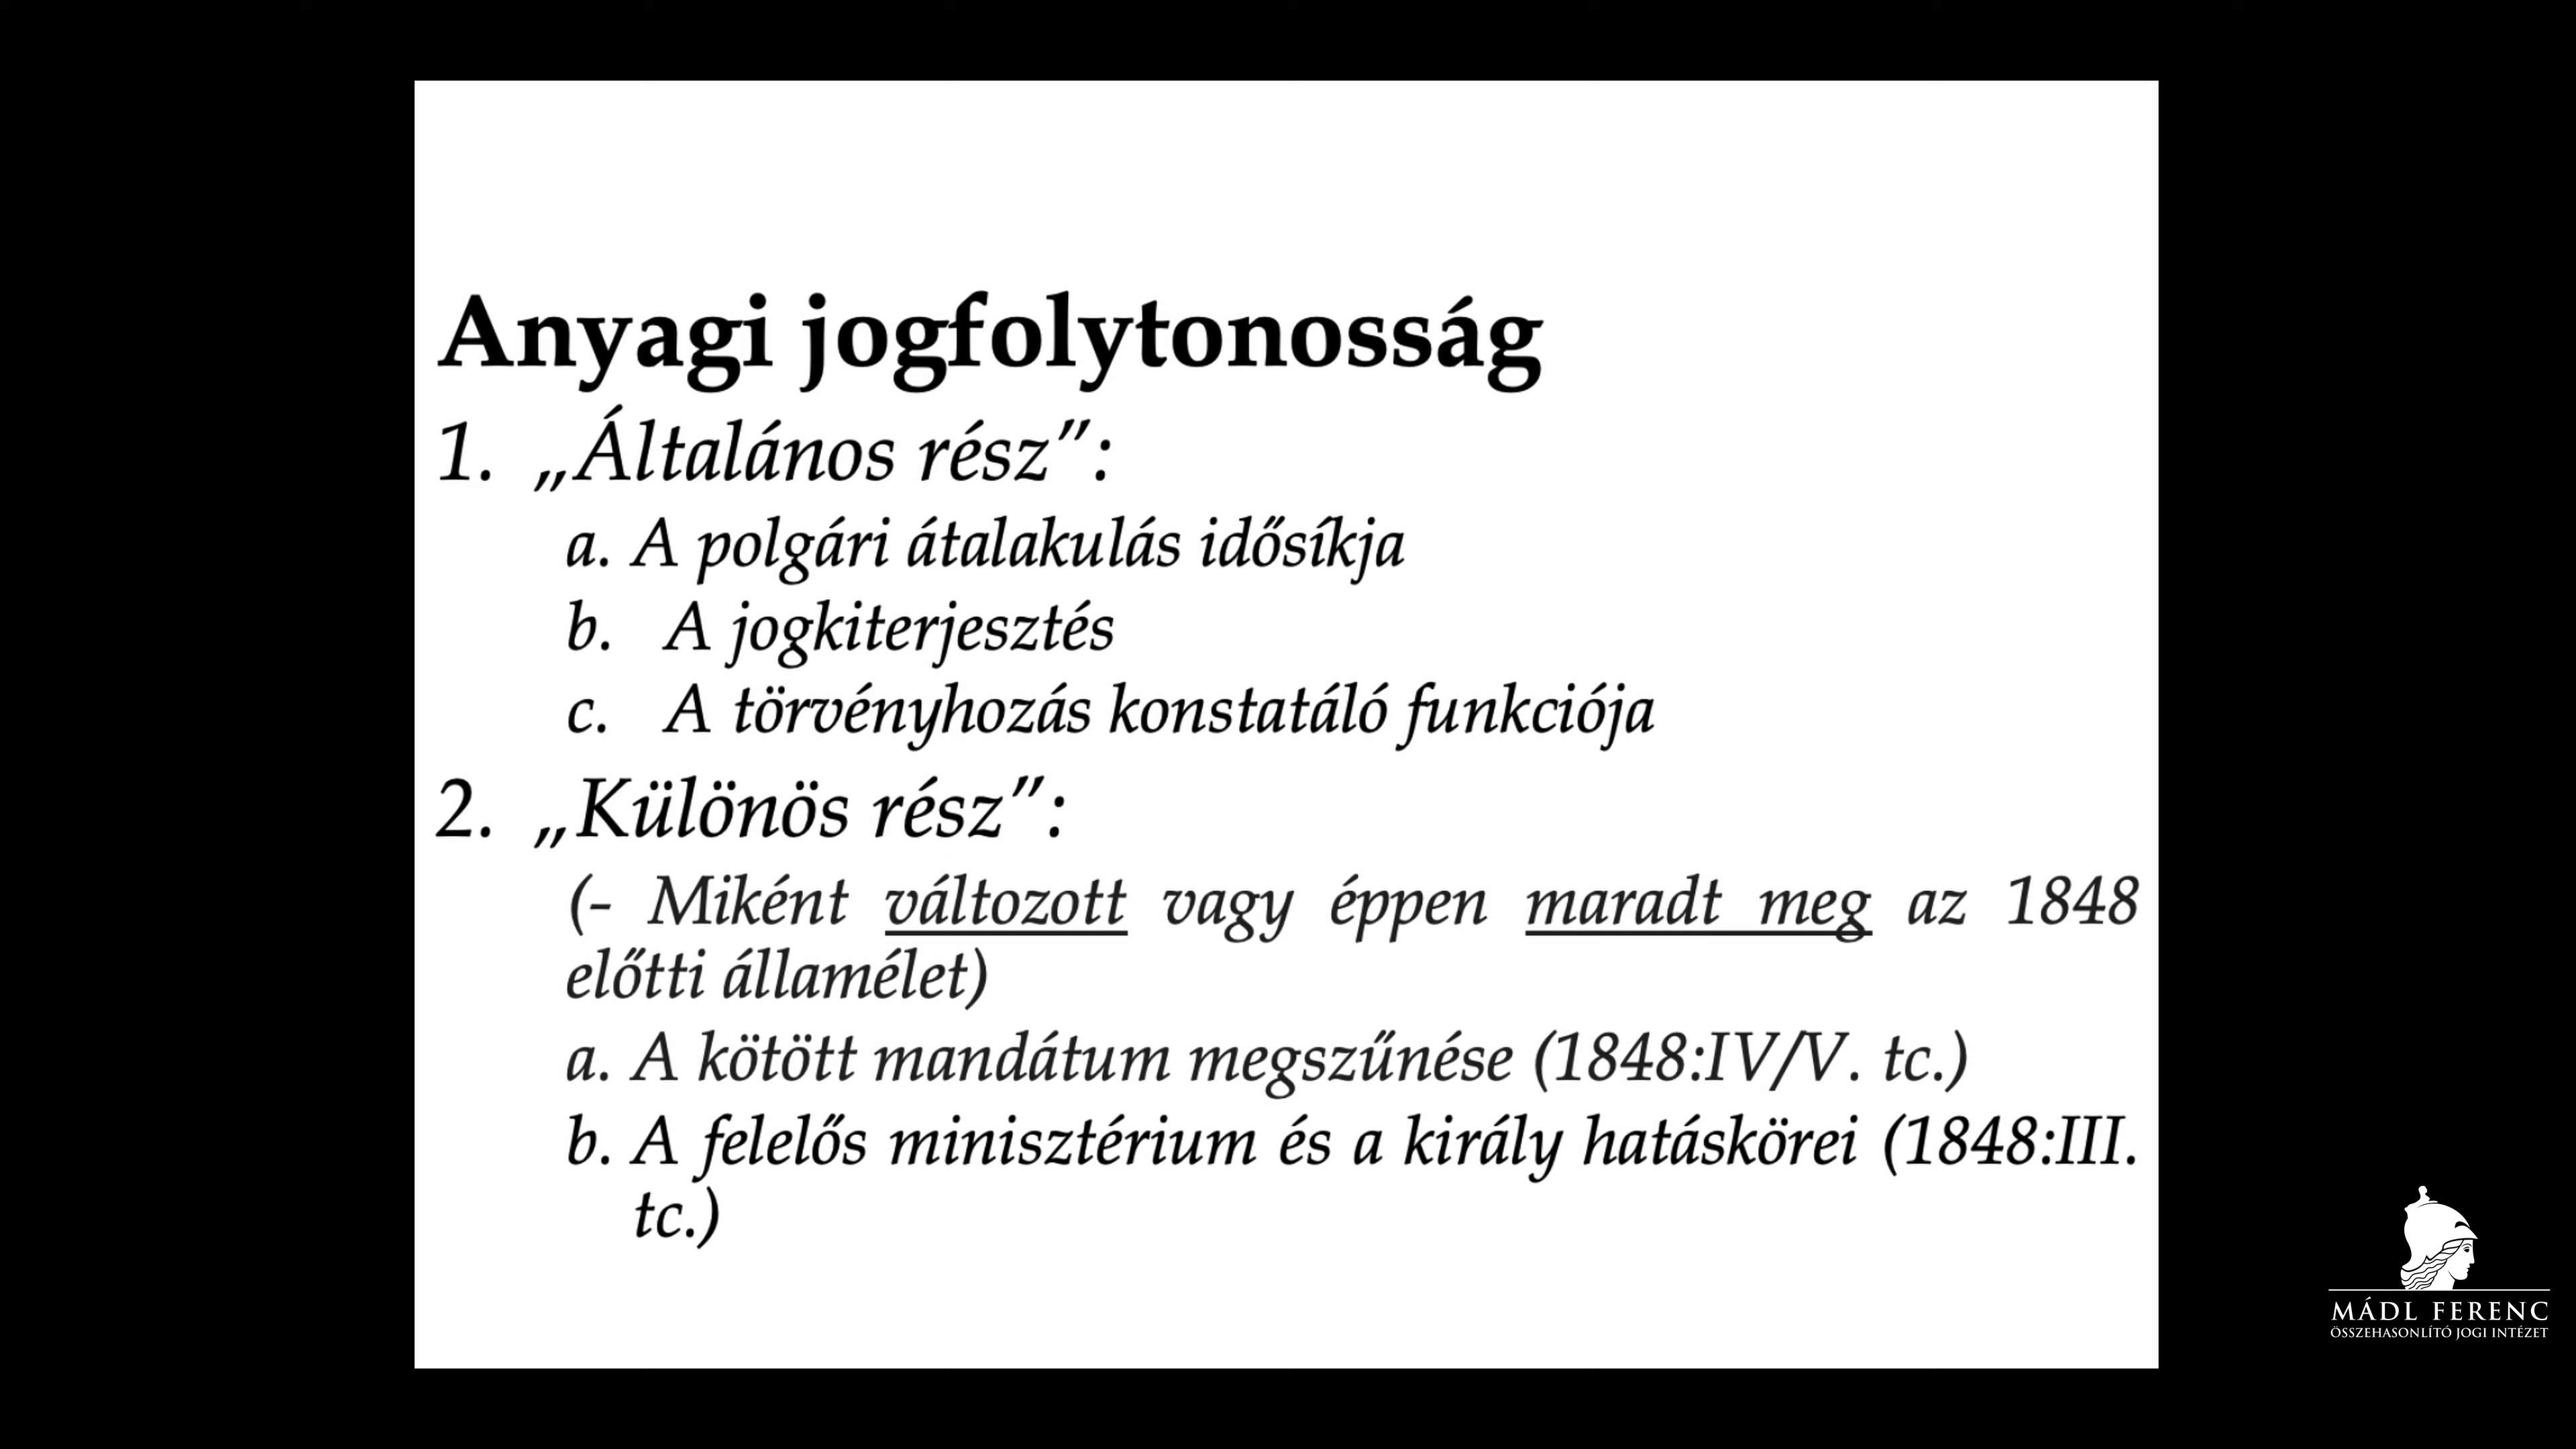 Anyagi jogfolytonosság
1. „Általános rész”:
a. A polgári átalakulás idősíkja
b. A jogkiterjesztés
c. A törvényhozás konstatáló funkciója
2. „Különös rész”:
(- Miként változott vagy éppen maradt meg az 1848
előtti államélet)
a. A kötött mandátum megszűnése (1848:IV/V. tc.)
b. A felelős minisztérium és a király hatáskörei (1848:III.
tc.)
MÁDL FERENC
ÖSSZEHASONLÍTÓ JOGI INTÉZET